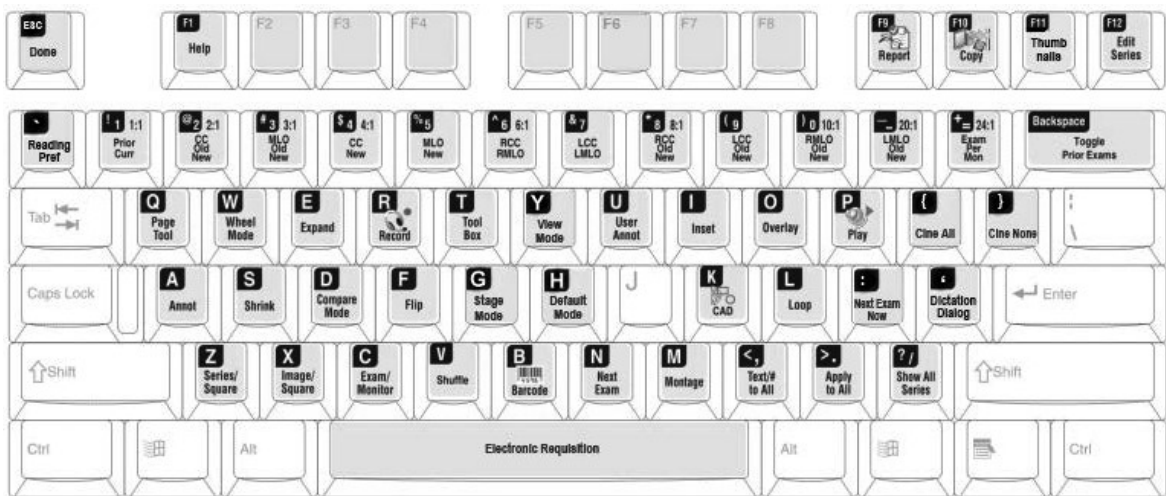 ESC F1 F2 F3 F4 F5 F6 F7 F8 F9 F10 F11 F12
Done Help Report Copy Thumb nails Edit Series
` ! 1 1:1 @ 2 2:1 # 3 3:1 $ 4 4:1 % 5 ^ 6 6:1 & 7 * 8 8:1 ( 9 ) 0 10:1 — _ 20:1 + = 24:1 Backspace
Reading Pref Prior Curr CC Old New MLO Old New CC New MLO New RCC RMLO LCC LMLO RCC Old New LCC Old New RMLO Old New LMLO Old New Exam Per Mon Toggle Prior Exams
Tab Q W E R T Y U I O P { } ¦ \
Page Tool Wheel Mode Expand Record Tool Box View Mode User Annot Inset Overlay Play Cine All Cine None
Caps Lock A S D F G H J K L : ‘ Enter
Annot Shrink Compare Mode Flip Stage Mode Default Mode CAD Loop Next Exam Now Dictation Dialog
Shift Z X C V B N M < , > . ? / Shift
Series/ Square Image/ Square Exam/ Monitor Shuffle Barcode Next Exam Montage Text/# to All Apply to All Show All Series
Ctrl Alt Electronic Requisition Alt Ctrl